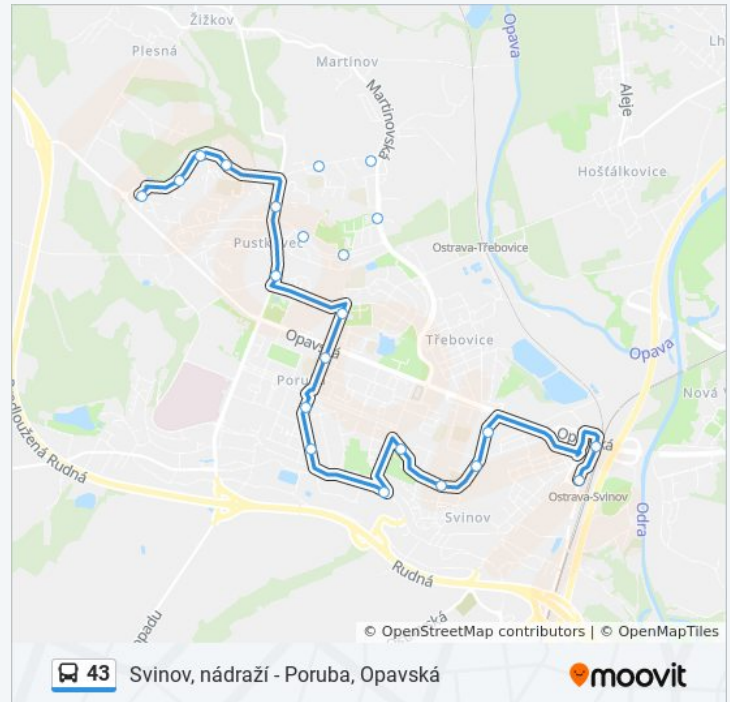 Žižkov
Plesná
Martinov
Martinovská
Opava
Lh
Aleje
Hošťálkovice
Pustkovec
Ostrava-Třebovice
Opavská
Třebovice
Opava
Poruba
Nová V
Prodloužená Rudná
Opavská
Ostrava-Svinov
Svinov
Odra
Rudná
opadu
© OpenStreetMap contributors | © OpenMapTiles
43 Svinov, nádraží - Poruba, Opavská
moovit